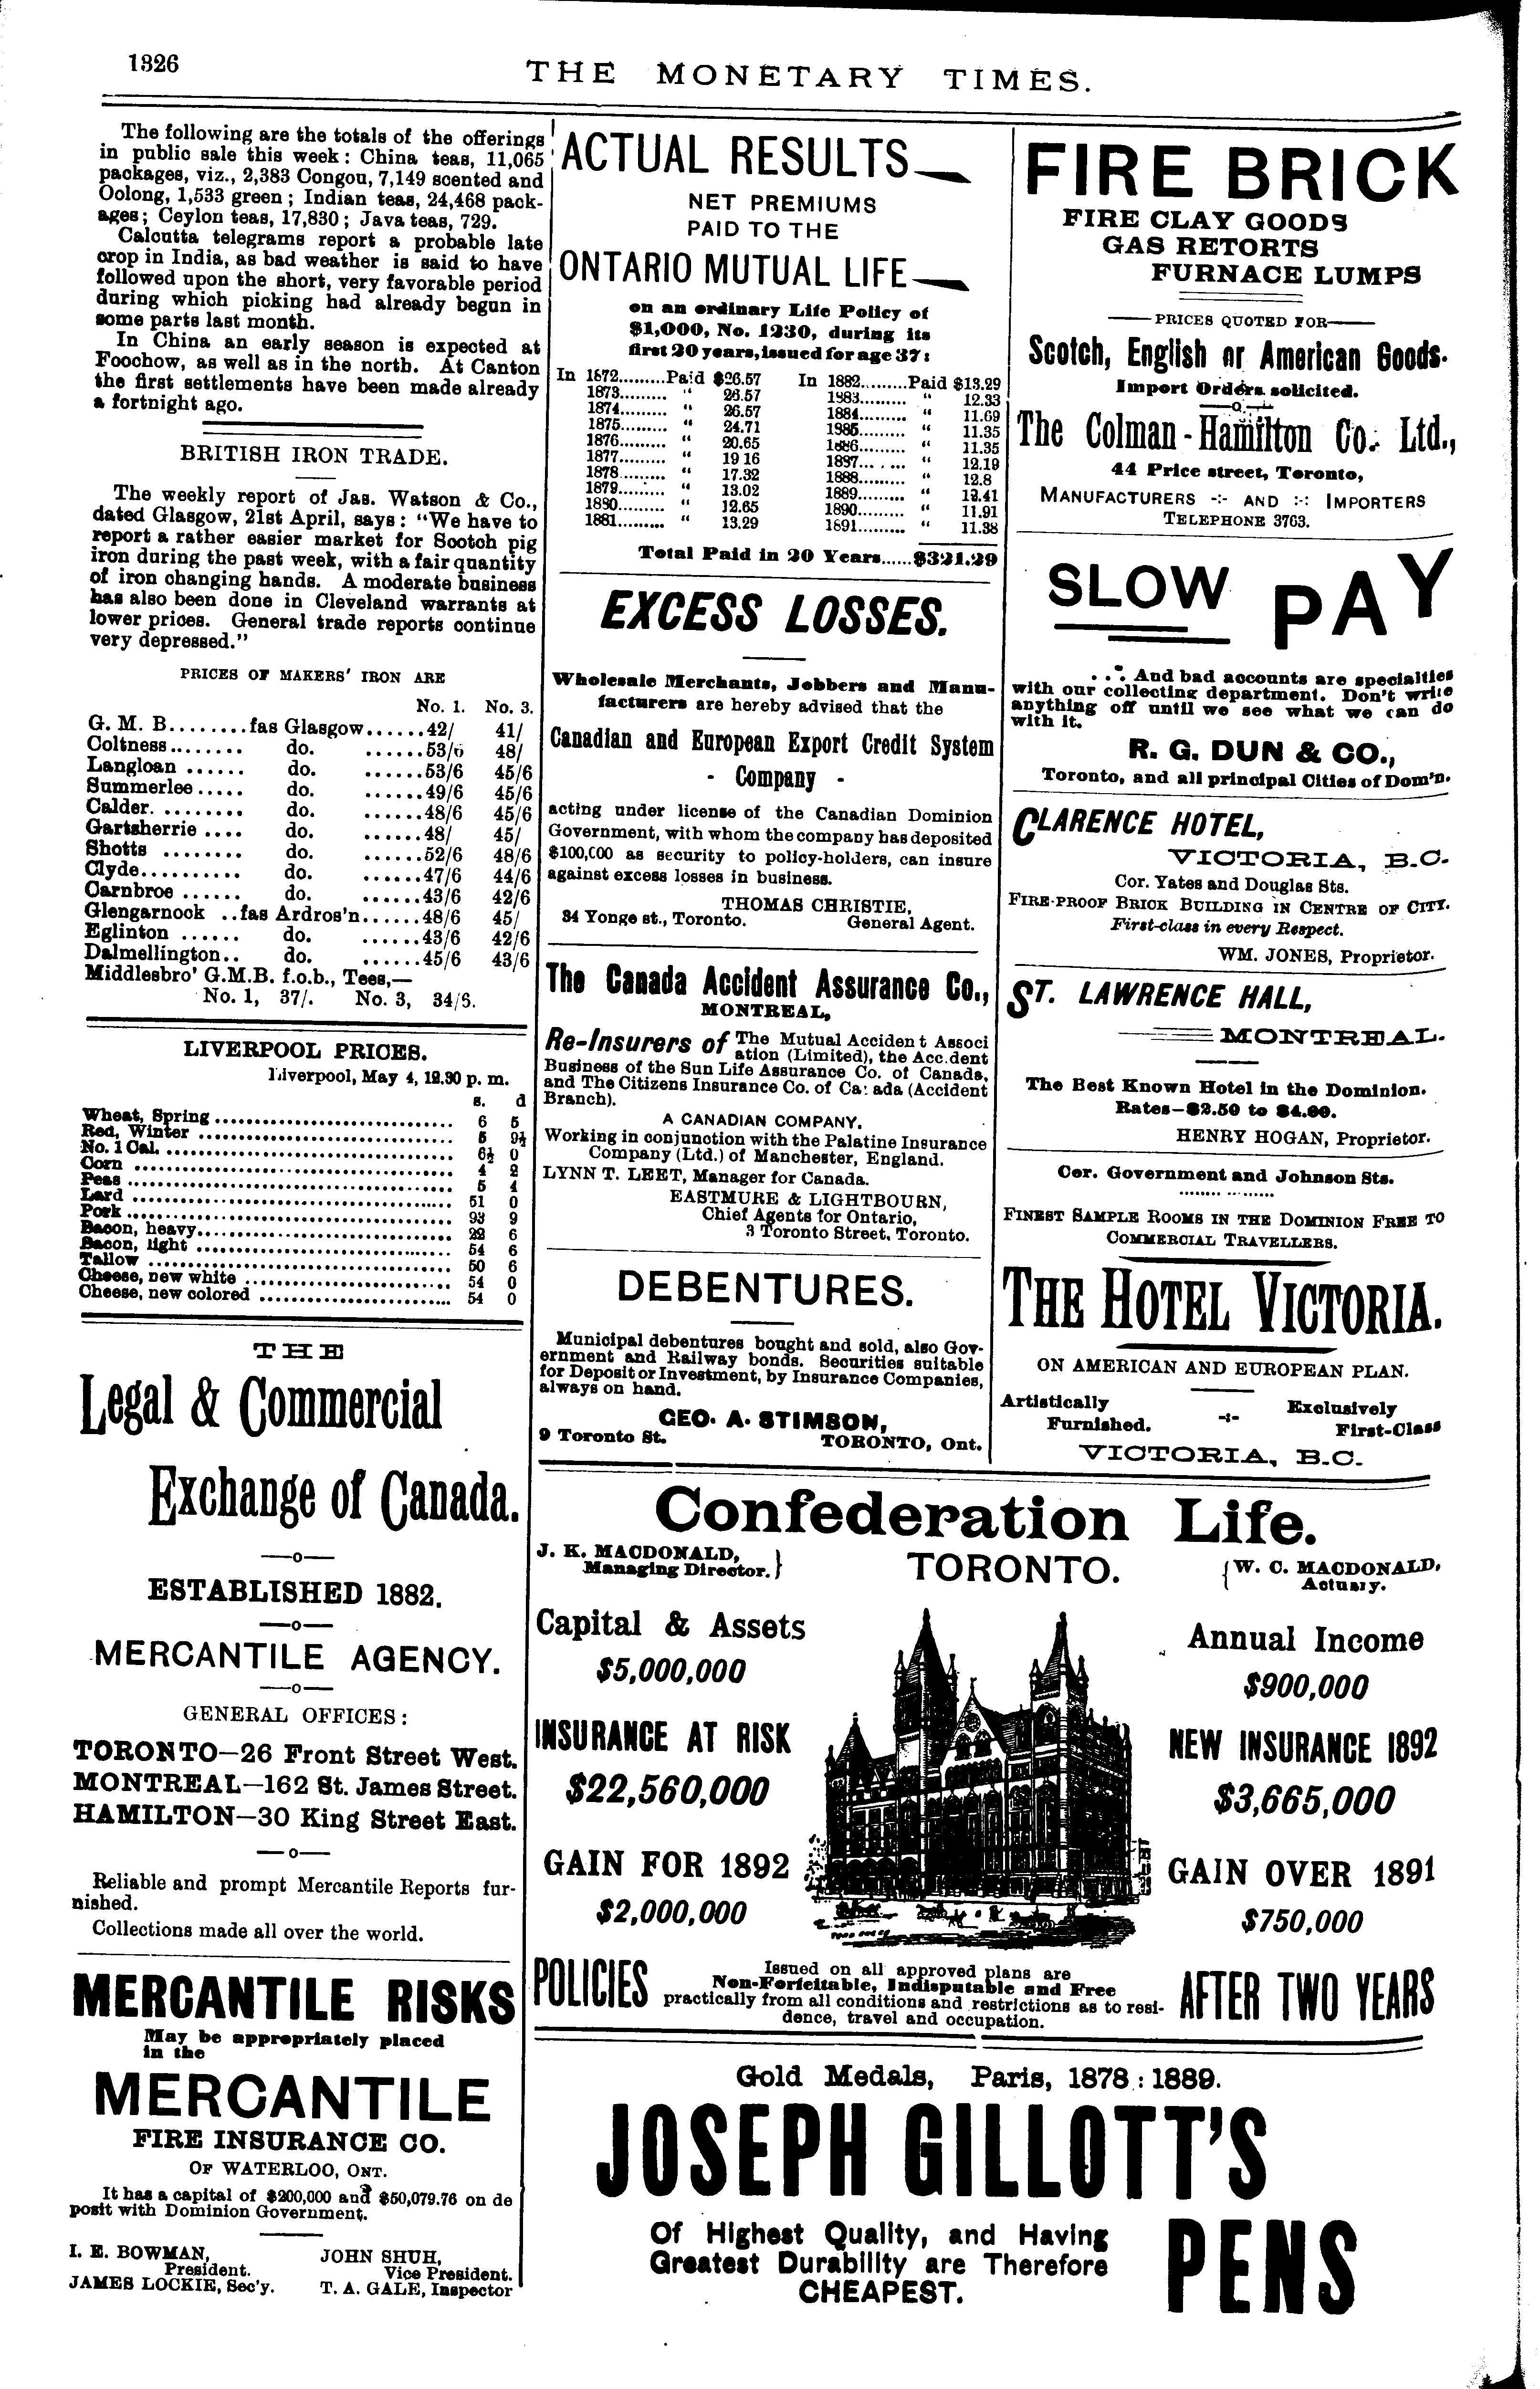 1326
THE MONETARY TIMES.
The following are the totals of the offerings
in public sale this week: China teas, 11,065
packages, viz., 2,383 Congou, 7,149 scented and
Oolong, 1,533 green; Indian teas, 24,468 pack-
ages; Ceylon teas, 17,830; Java teas, 729.
Calcutta telegrams report a probable late
crop in India, as bad weather is said to have
followed upon the short, very favorable period
during which picking had already begun in
some parts last month.
In China an early season is expected at
Foochow, as well as in the north. At Canton
the first settlements have been made already
a fortnight ago.
BRITISH IRON TRADE.
The weekly report of Jas. Watson & Co.,
dated Glasgow, 21st April, says: "We have to
report a rather easier market for Scotch pig
iron during the past week, with a fair quantity
of iron changing hands. A moderate business
has also been done in Cleveland warrants at
lower prices. General trade reports continue
very depressed."
PRICES OF MAKERS' IRON ARE
No. 1. No. 3.
G. M. B........fas Glasgow......42/ 41/
Coltness........ do. ......53/6 48/
Langloan ...... do. ......53/6 45/6
Summerlee..... do. ......49/6 45/6
Calder. ......... do. ......48/6 45/6
Gartsherrie .... do. ......48/ 45/
Shotts ........ do. ......52/6 48/6
Clyde.......... do. ......47/6 44/6
Carnbroe ...... do. ......43/6 42/6
Glengarnock ..fas Ardros'n......48/6 45/
Eglinton ...... do. ......43/6 42/6
Dalmellington.. do. ......45/6 43/6
Middlesbro' G.M.B. f.o.b., Tees,—
No. 1, 37/. No. 3, 34/6.
LIVERPOOL PRICES.
Liverpool, May 4, 12.30 p. m.
s. d
Wheat, Spring .............................. 6 5
Red, Winter ................................ 5 9½
No. 1 Cal. .................................... 6½ 0
Corn ........................................ 4 2
Peas ......................................... 5 4
Lard ........................................ 51 0
Pork ......................................... 93 9
Bacon, heavy................................ 22 6
Bacon, light ................................ 54 6
Tallow ...................................... 50 6
Cheese, new white .......................... 54 0
Cheese, new colored ........................ 54 0
THE
Legal & Commercial
Exchange of Canada.
—o—
ESTABLISHED 1882.
—o—
MERCANTILE AGENCY.
—o—
GENERAL OFFICES:
TORONTO—26 Front Street West.
MONTREAL—162 St. James Street.
HAMILTON—30 King Street East.
—o—
Reliable and prompt Mercantile Reports fur-
nished.
Collections made all over the world.
MERCANTILE RISKS
May be appropriately placed
in the
MERCANTILE
FIRE INSURANCE CO.
OF WATERLOO, ONT.
It has a capital of $200,000 and $50,079.76 on de
posit with Dominion Government.
I. E. BOWMAN, JOHN SHUH,
President. Vice President.
JAMES LOCKIE, Sec'y. T. A. GALE, Inspector
ACTUAL RESULTS
NET PREMIUMS
PAID TO THE
ONTARIO MUTUAL LIFE
on an ordinary Life Policy of
$1,000, No. 1230, during its
first 20 years, issued for age 37:
In 1872.........Paid $26.57 In 1882.........Paid $13.29
1873......... " 26.57 1883......... " 12.33
1874......... " 26.57 1884......... " 11.69
1875......... " 24.71 1885......... " 11.35
1876......... " 20.65 1886......... " 11.35
1877......... " 19 16 1887......... " 12.19
1878......... " 17.32 1888......... " 12.8
1879......... " 13.02 1889......... " 12.41
1880......... " 12.65 1890......... " 11.91
1881......... " 13.29 1891......... " 11.38
Total Paid in 20 Years......$321.29
EXCESS LOSSES.
Wholesale Merchants, Jobbers and Manu-
facturers are hereby advised that the
Canadian and European Export Credit System
- Company -
acting under license of the Canadian Dominion
Government, with whom the company has deposited
$100,000 as security to policy-holders, can insure
against excess losses in business.
THOMAS CHRISTIE,
34 Yonge st., Toronto. General Agent.
The Canada Accident Assurance Co.,
MONTREAL,
Re-Insurers of The Mutual Accident Associ
ation (Limited), the Acc.dent
Business of the Sun Life Assurance Co. of Canada,
and The Citizens Insurance Co. of Ca: ada (Accident
Branch).
A CANADIAN COMPANY.
Working in conjunction with the Palatine Insurance
Company (Ltd.) of Manchester, England.
LYNN T. LEET, Manager for Canada.
EASTMURE & LIGHTBOURN,
Chief Agents for Ontario,
3 Toronto Street, Toronto.
DEBENTURES.
Municipal debentures bought and sold, also Gov-
ernment and Railway bonds. Securities suitable
for Deposit or Investment, by Insurance Companies,
always on hand.
GEO. A. STIMSON,
9 Toronto St. TORONTO, Ont.
FIRE BRICK
FIRE CLAY GOODS
GAS RETORTS
FURNACE LUMPS
PRICES QUOTED FOR
Scotch, English or American Goods.
Import Orders solicited.
—o—
The Colman-Hamilton Co. Ltd.,
44 Price street, Toronto,
MANUFACTURERS -:- AND :-: IMPORTERS
TELEPHONE 3763.
SLOW PAY
... And bad accounts are specialties
with our collecting department. Don't write
anything off until we see what we can do
with it.
R. G. DUN & CO.,
Toronto, and all principal Cities of Dom'n.
CLARENCE HOTEL,
VICTORIA, B.C.
Cor. Yates and Douglas Sts.
FIRE-PROOF BRICK BUILDING IN CENTRE OF CITY.
First-class in every Respect.
WM. JONES, Proprietor.
ST. LAWRENCE HALL,
MONTREAL.
The Best Known Hotel in the Dominion.
Rates—$2.50 to $4.00.
HENRY HOGAN, Proprietor.
Cor. Government and Johnson Sts.
FINEST SAMPLE ROOMS IN THE DOMINION FREE TO
COMMERCIAL TRAVELLERS.
THE HOTEL VICTORIA.
ON AMERICAN AND EUROPEAN PLAN.
Artistically -:- Exclusively
Furnished. First-Class
VICTORIA, B.C.
Confederation Life.
J. K. MACDONALD, TORONTO. W. C. MACDONALD,
Managing Director. Actuary.
Capital & Assets Annual Income
$5,000,000 $900,000
INSURANCE AT RISK NEW INSURANCE 1892
$22,560,000 $3,665,000
GAIN FOR 1892 GAIN OVER 1891
$2,000,000 $750,000
POLICIES Issued on all approved plans are
Non-Forfeitable, Indisputable and Free
practically from all conditions and restrictions as to resi-
dence, travel and occupation. AFTER TWO YEARS
Gold Medals, Paris, 1878 : 1889.
JOSEPH GILLOTT'S
Of Highest Quality, and Having
Greatest Durability are Therefore
CHEAPEST.
PENS